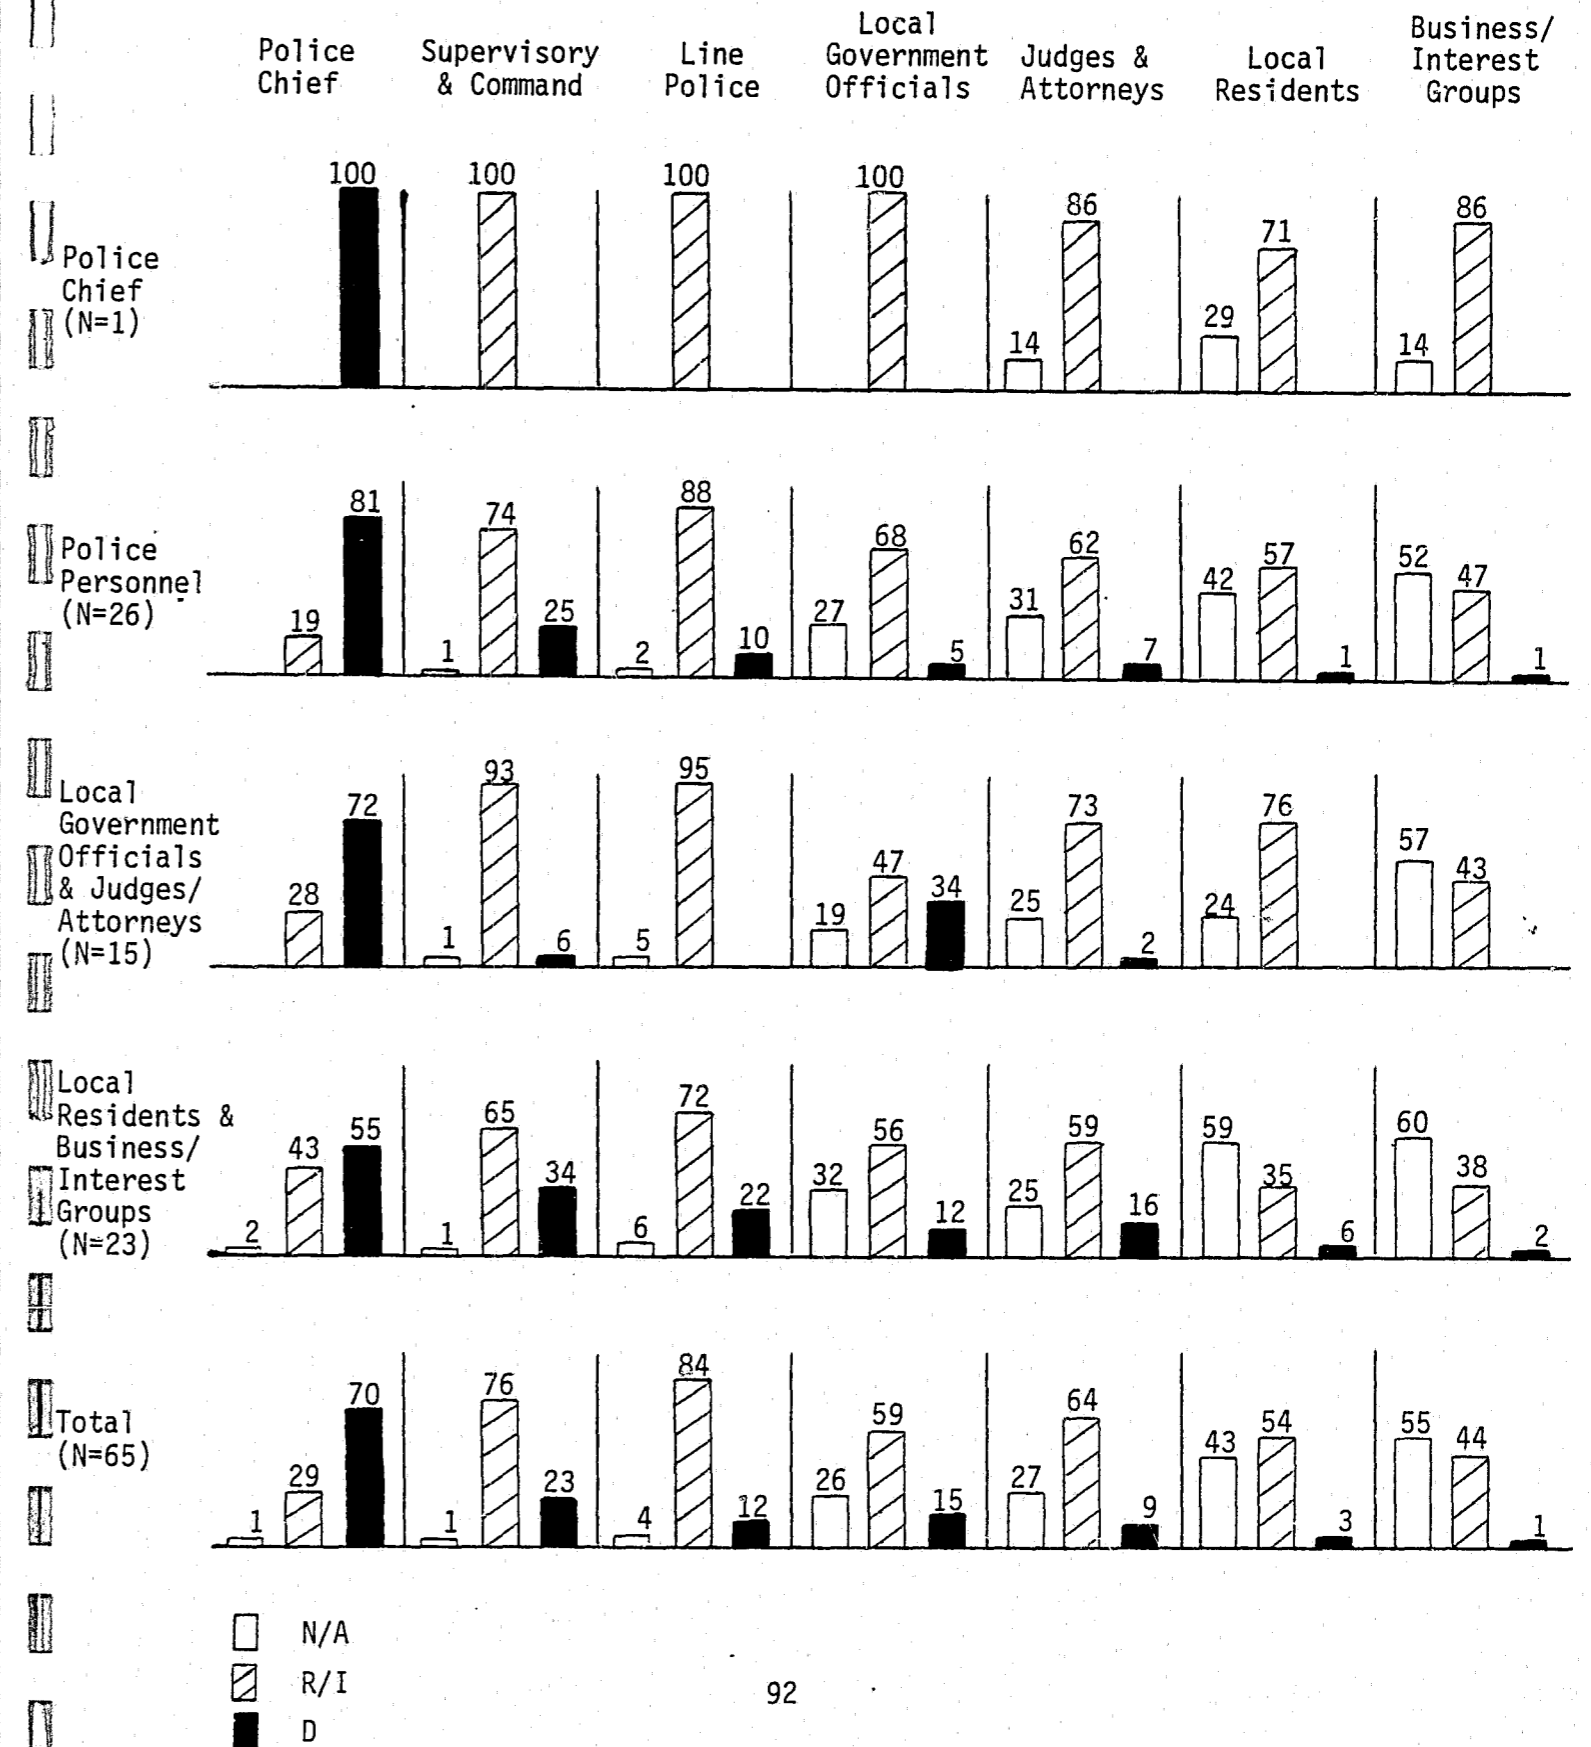 Police
Chief
Supervisory
& Command
Line
Police
Local
Government
Officials
Judges &
Attorneys
Local
Residents
Business/
Interest
Groups
Police
Chief
(N=1)
100
100
100
100
14
86
29
71
14
86
Police
Personnel
(N=26)
19
81
1
74
25
2
88
10
27
68
5
31
62
7
42
57
1
52
47
1
Local
Government
Officials
& Judges/
Attorneys
(N=15)
28
72
1
93
6
5
95
19
47
34
25
73
2
24
76
57
43
Local
Residents &
Business/
Interest
Groups
(N=23)
2
43
55
1
65
34
6
72
22
32
56
12
25
59
16
59
35
6
60
38
2
Total
(N=65)
1
29
70
1
76
23
4
84
12
26
59
15
27
64
9
43
54
3
55
44
1
N/A
R/I
D
92